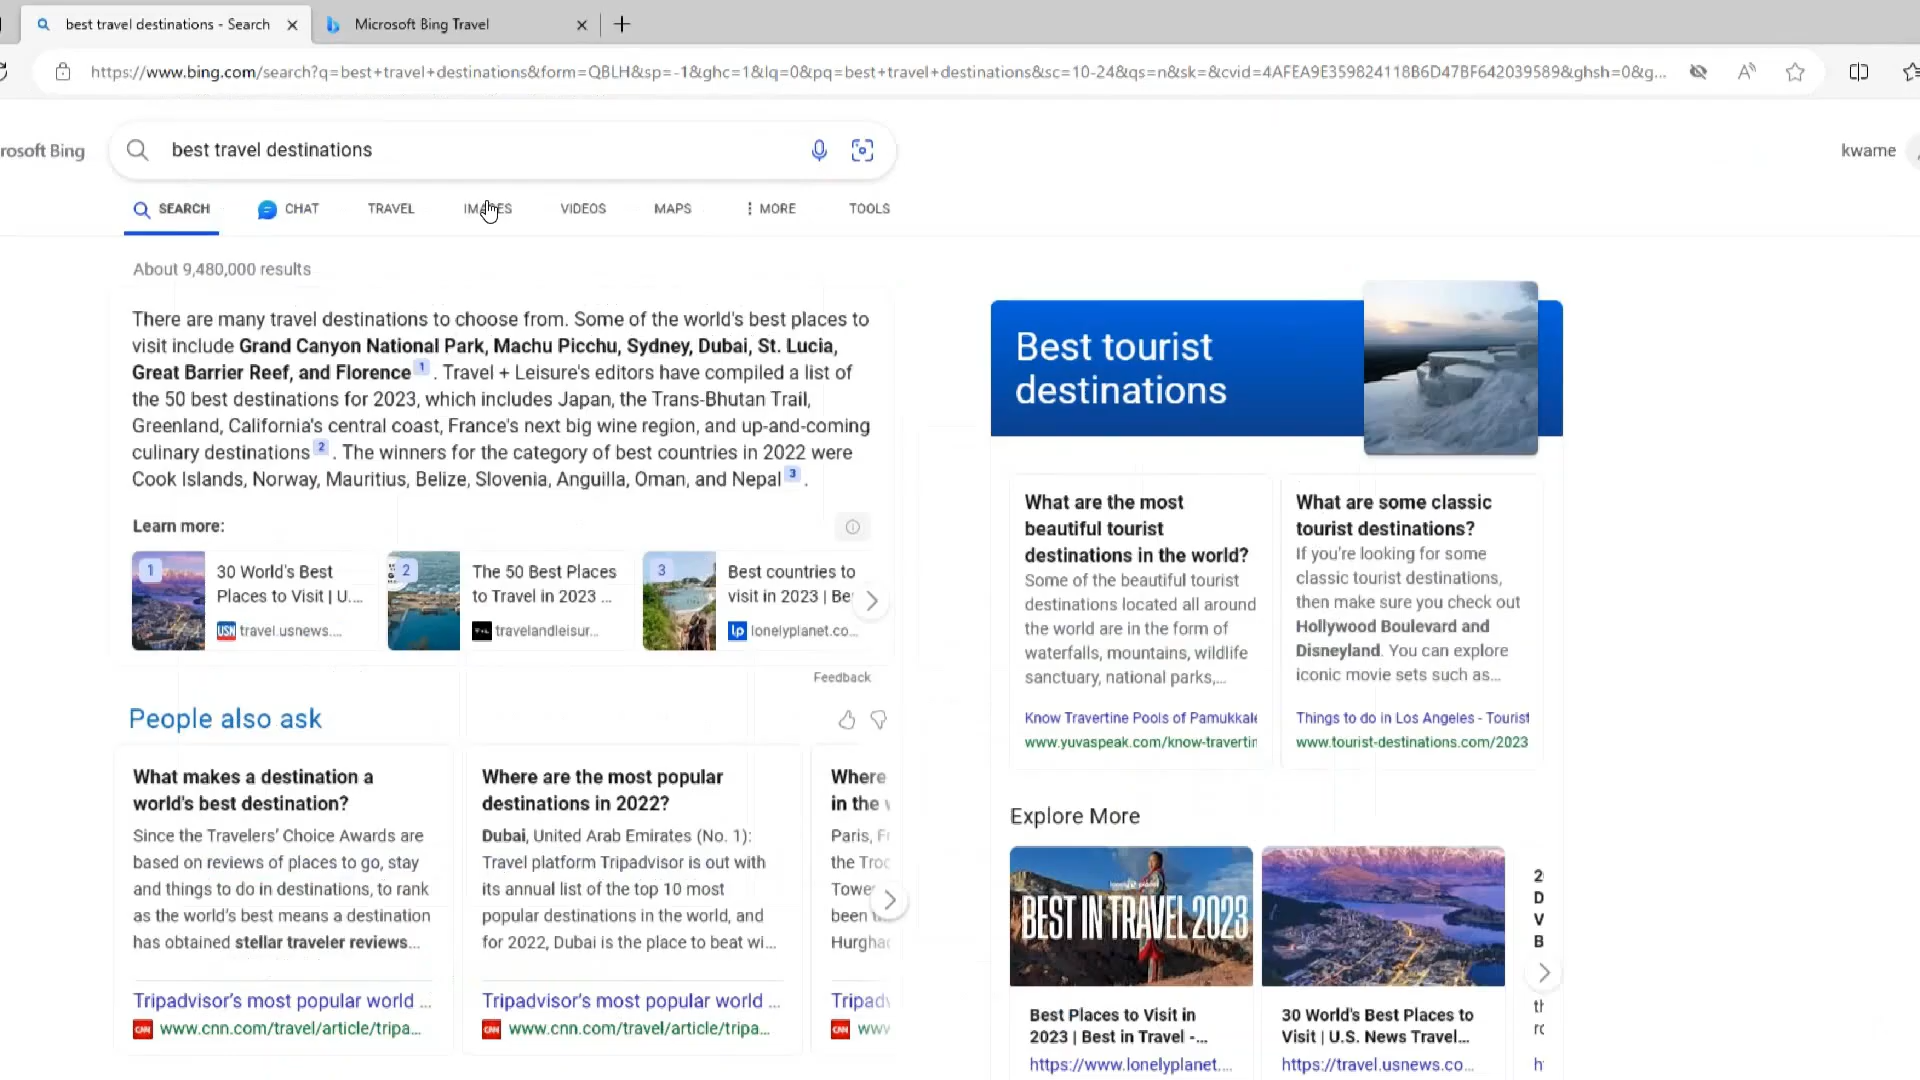 best travel destinations - Search
Microsoft Bing Travel
https://www.bing.com/search?q=best+travel+destinations&form=QBLH&sp=-1&ghc=1&lq=0&pq=best+travel+destinations&sc=10-24&qs=n&sk=&cvid=4AFEA9E359824118B6D47BF642039589&ghsh=0&g...
rosoft Bing
best travel destinations
kwame
SEARCH
CHAT
TRAVEL
IMAGES
VIDEOS
MAPS
MORE
TOOLS
About 9,480,000 results
There are many travel destinations to choose from. Some of the world's best places to
visit include Grand Canyon National Park, Machu Picchu, Sydney, Dubai, St. Lucia,
Great Barrier Reef, and Florence 1 . Travel + Leisure's editors have compiled a list of
the 50 best destinations for 2023, which includes Japan, the Trans-Bhutan Trail,
Greenland, California's central coast, France's next big wine region, and up-and-coming
culinary destinations 2 . The winners for the category of best countries in 2022 were
Cook Islands, Norway, Mauritius, Belize, Slovenia, Anguilla, Oman, and Nepal 3 .
Learn more:
1
30 World's Best
Places to Visit | U....
USN travel.usnews....
2
The 50 Best Places
to Travel in 2023 ...
T+L travelandleisur...
3
Best countries to
visit in 2023 | Be
lp lonelyplanet.co...
Feedback
People also ask
What makes a destination a
world's best destination?
Since the Travelers' Choice Awards are
based on reviews of places to go, stay
and things to do in destinations, to rank
as the world's best means a destination
has obtained stellar traveler reviews...
Tripadvisor's most popular world ...
CNN www.cnn.com/travel/article/tripa...
Where are the most popular
destinations in 2022?
Dubai, United Arab Emirates (No. 1):
Travel platform Tripadvisor is out with
its annual list of the top 10 most
popular destinations in the world, and
for 2022, Dubai is the place to beat wi...
Tripadvisor's most popular world ...
CNN www.cnn.com/travel/article/tripa...
Where
in the w
Paris, Fr
the Troc
Tower
been
Hurghac
Tripadv
CNN www
Best tourist
destinations
What are the most
beautiful tourist
destinations in the world?
Some of the beautiful tourist
destinations located all around
the world are in the form of
waterfalls, mountains, wildlife
sanctuary, national parks,...
Know Travertine Pools of Pamukkale
www.yuvaspeak.com/know-travertin
What are some classic
tourist destinations?
If you're looking for some
classic tourist destinations,
then make sure you check out
Hollywood Boulevard and
Disneyland. You can explore
iconic movie sets such as...
Things to do in Los Angeles - Tourist
www.tourist-destinations.com/2023
Explore More
lonely planet
BEST IN TRAVEL 2023
Best Places to Visit in
2023 | Best in Travel -...
https://www.lonelyplanet....
30 World's Best Places to
Visit | U.S. News Travel...
https://travel.usnews.co...
2
D
V
B
th
ro
h